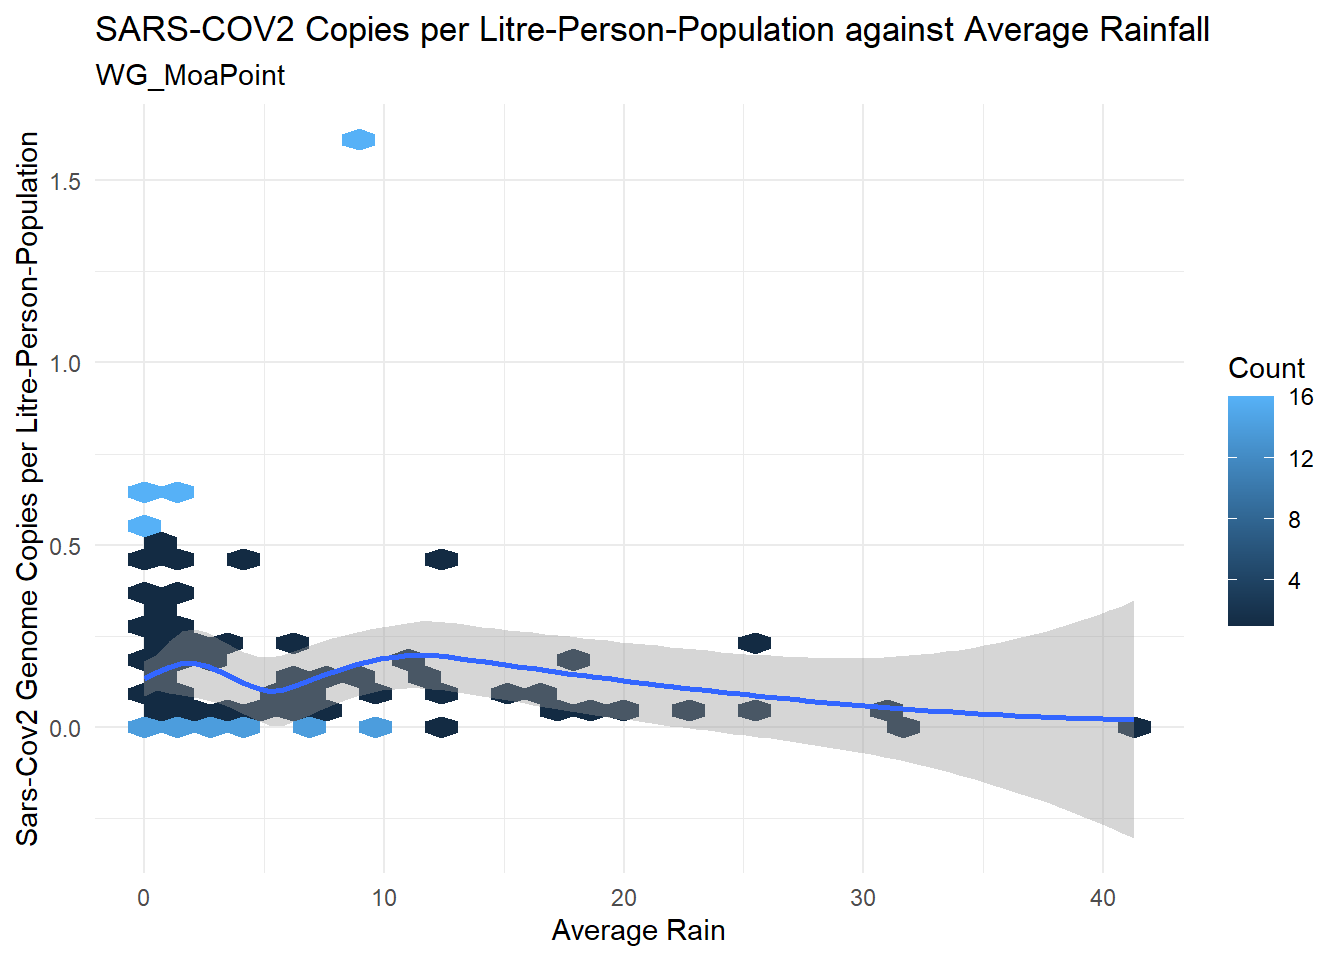 SARS-COV2 Copies per Litre-Person-Population against Average Rainfall
WG_MoaPoint
Sars-Cov2 Genome Copies per Litre-Person-Population
1.5
1.0
0.5
0.0
0
10
20
30
40
Average Rain
Count
16
12
8
4